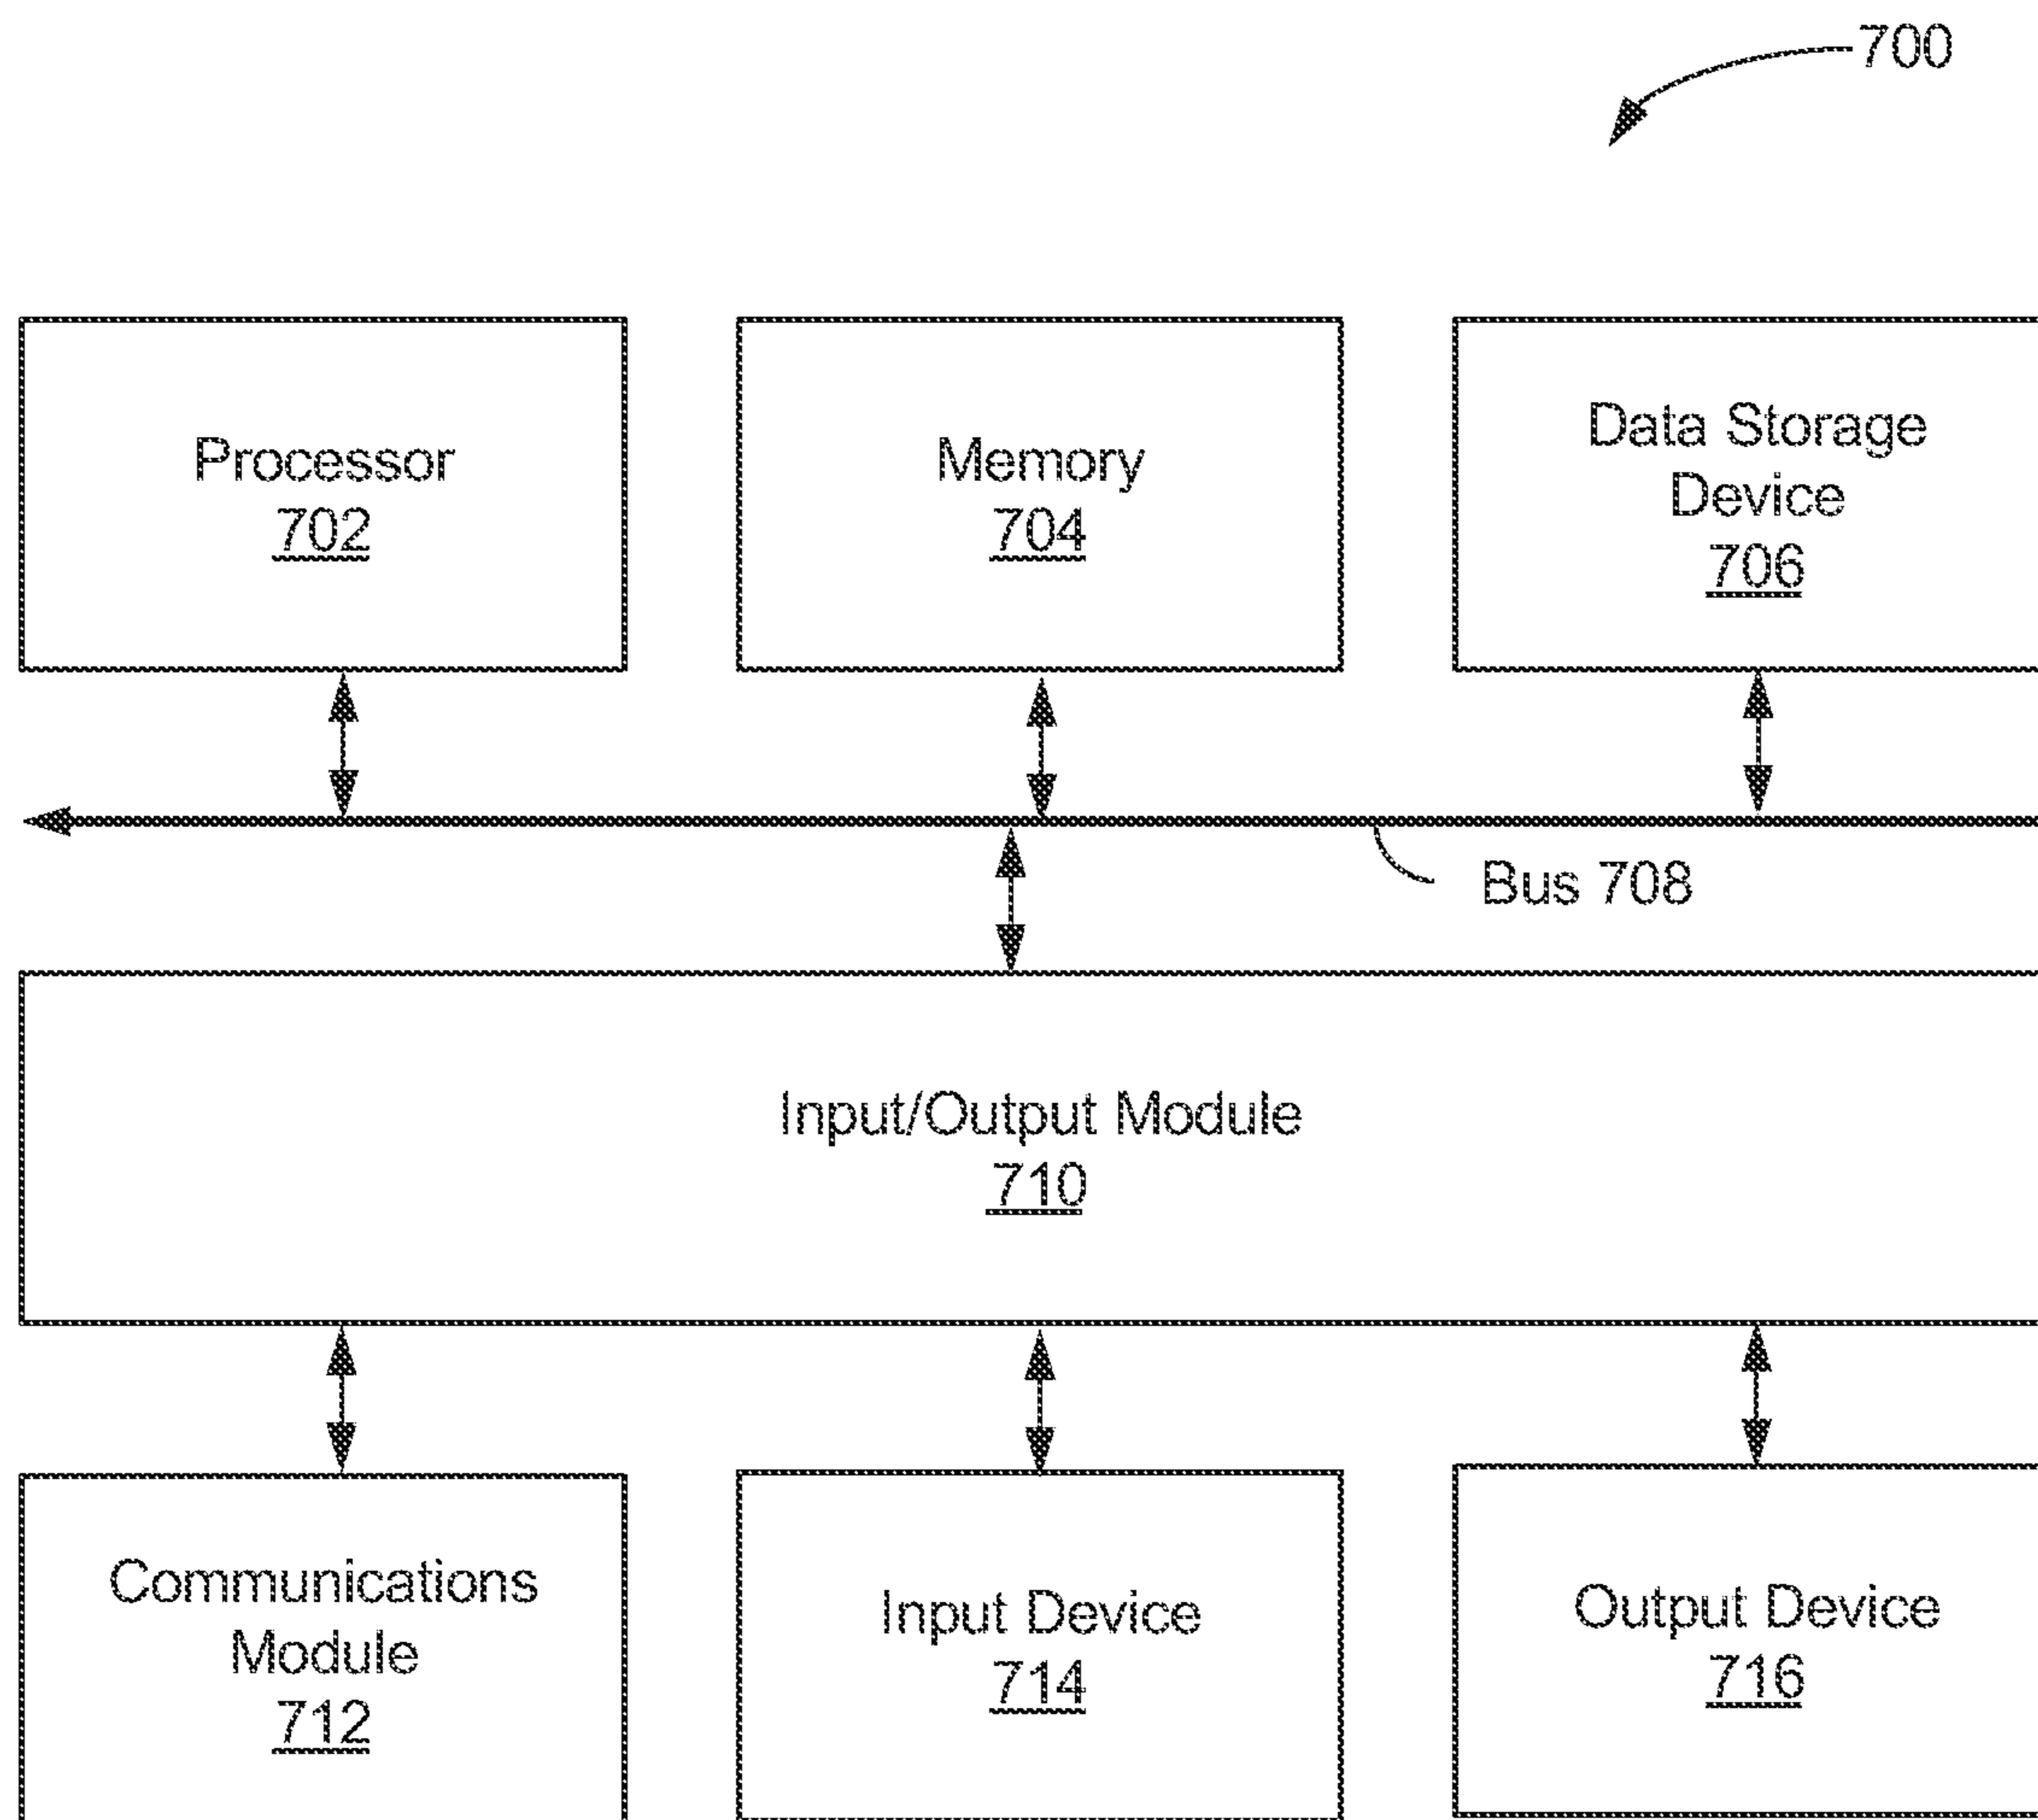 700
Processor
702
Memory
704
Data Storage
Device
706
Bus 708
Input/Output Module
710
Communications
Module
712
Input Device
714
Output Device
716